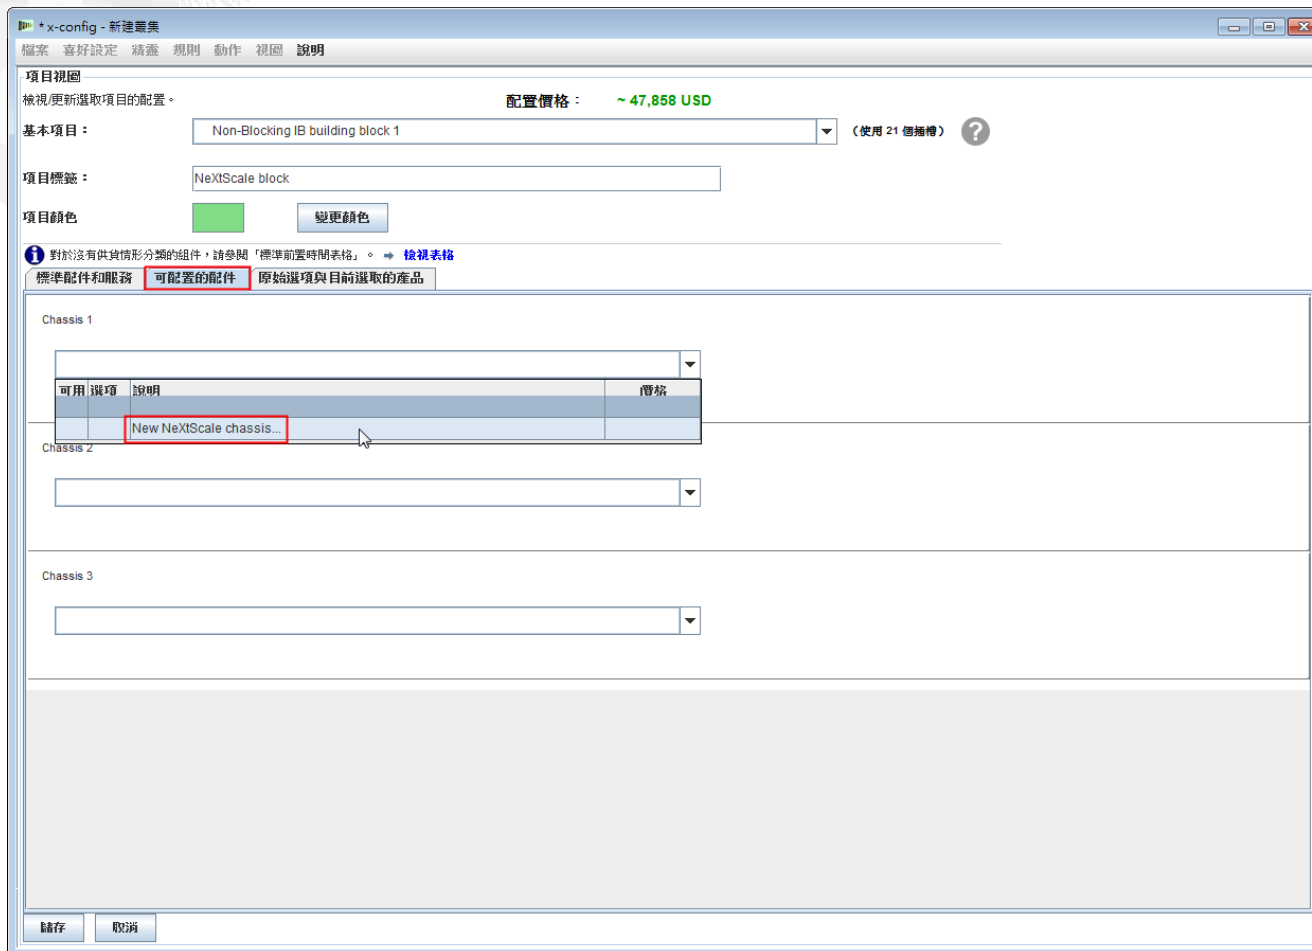 * x-config - 新建叢集
檔案 喜好設定 精靈 規則 動作 視圖 說明
項目視圖
檢視/更新選取項目的配置。 配置價格： ~ 47,858 USD
基本項目： Non-Blocking IB building block 1 （使用 21 個插槽） ?
項目標籤： NeXtScale block
項目顏色 變更顏色
i 對於沒有供貨情形分類的組件，請參閱「標準前置時間表格」。 ➡ 檢視表格
標準配件和服務 可配置的配件 原始選項與目前選取的產品
Chassis 1
可用 選項 說明 價格
New NeXtScale chassis...
Chassis 2
Chassis 3
儲存 取消